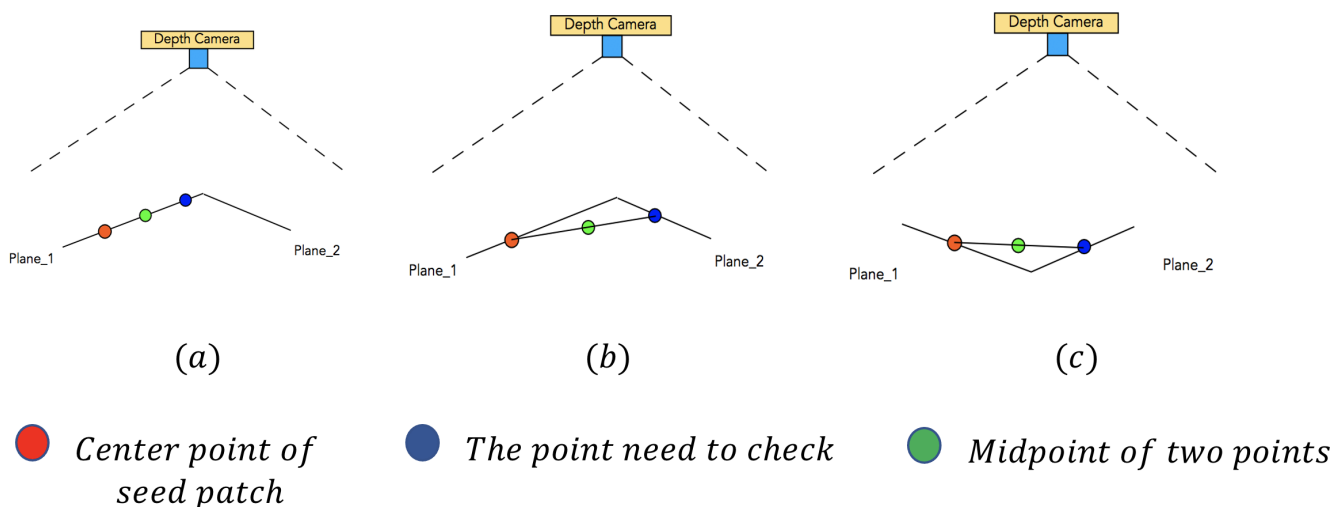 Depth Camera
Depth Camera
Depth Camera
Plane_1
Plane_2
Plane_1
Plane_2
Plane_1
Plane_2
(a)
(b)
(c)
Center point of
seed patch
The point need to check
Midpoint of two points